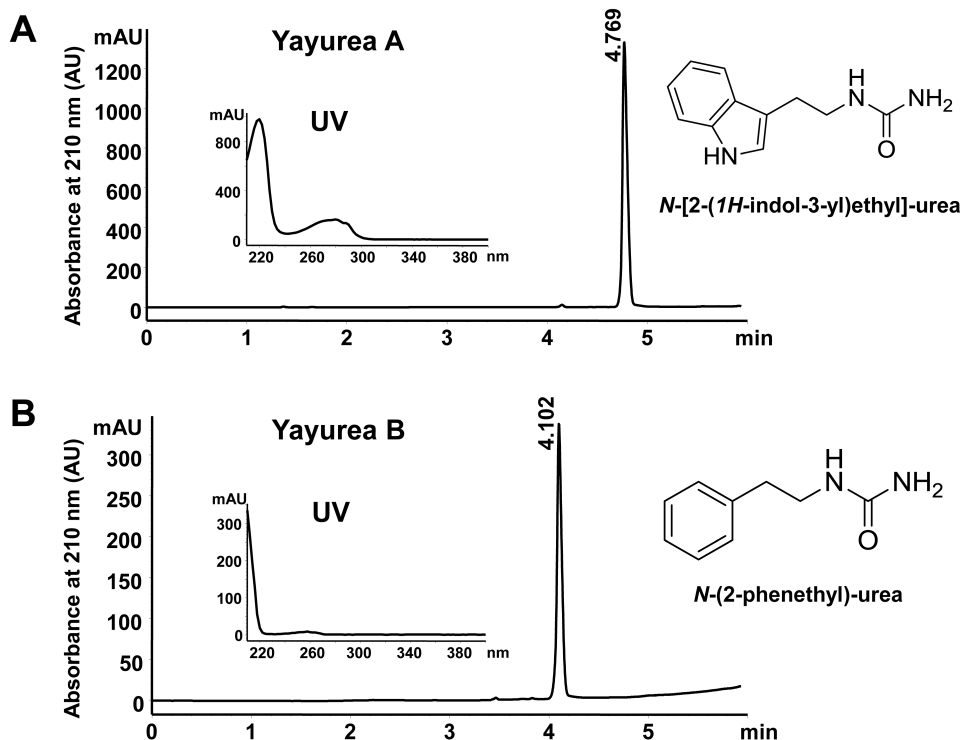 A
Yayurea A
mAU
Absorbance at 210 nm (AU)
1200
1000
800
600
400
200
0
0 1 2 3 4 5 min
4.769
UV
mAU
800
400
0
220 260 300 340 380 nm
H
N
NH2
O
HN
N-[2-(1H-indol-3-yl)ethyl]-urea
B
Yayurea B
mAU
Absorbance at 210 nm (AU)
300
250
200
150
100
50
0
0 1 2 3 4 5 min
4.102
UV
mAU
300
200
100
0
220 260 300 340 380 nm
H
N
NH2
O
N-(2-phenethyl)-urea